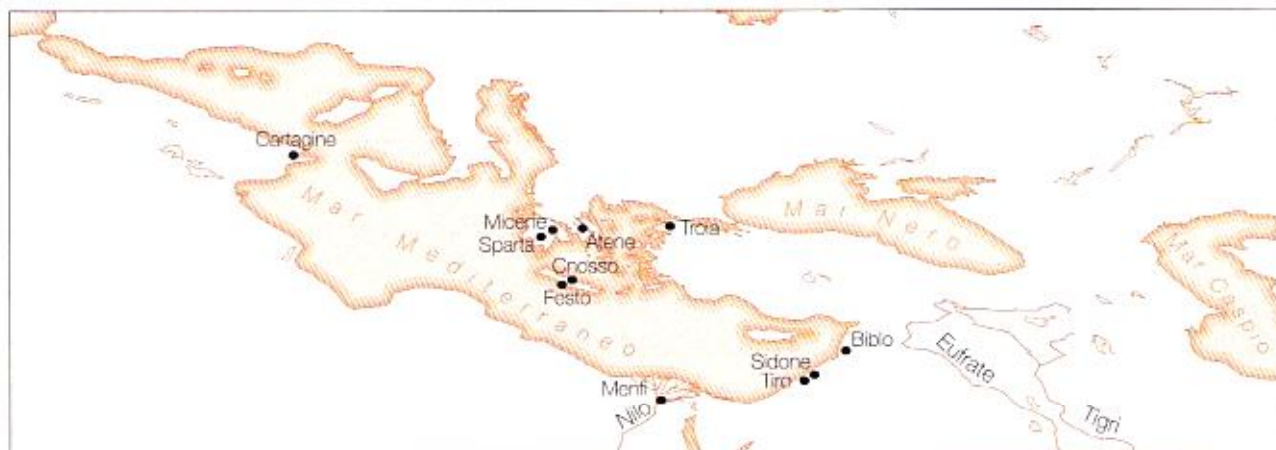 Cartagine
Mar Mediterraneo
Micene
Sparta
Atene
Troia
Mar Nero
Cnosso
Festo
Mar Caspio
Biblo
Sidone
Tiro
Eufrate
Tigri
Menfi
Nilo